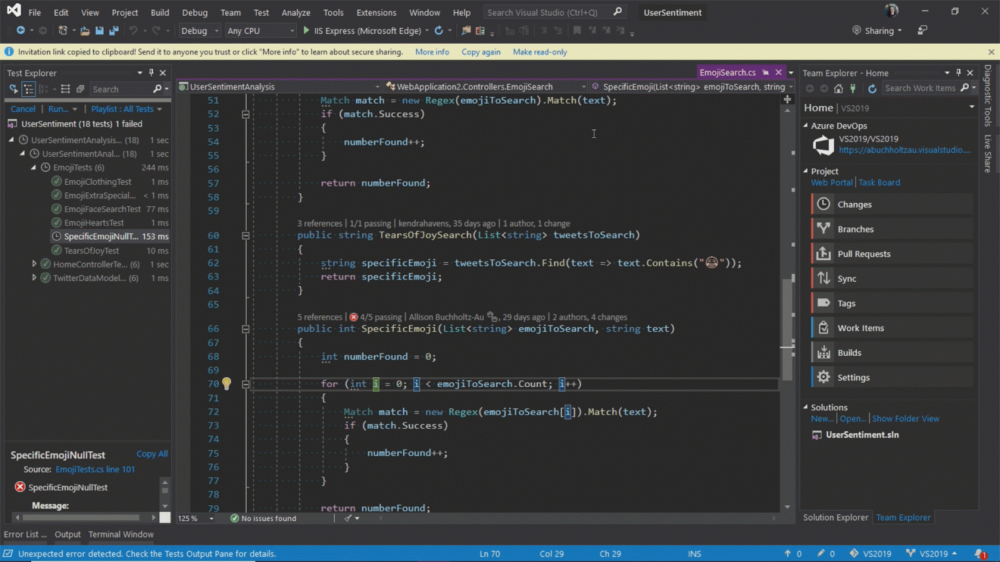 File Edit View Project Build Debug Team Test Analyze Tools Extensions Window Help Search Visual Studio (Ctrl+Q) UserSentiment
Debug Any CPU IIS Express (Microsoft Edge) Sharing
Invitation link copied to clipboard! Send it to anyone you trust or click "More info" to learn about secure sharing. More info Copy again Make read-only
Test Explorer
Search
Cancel Run... Playlist : All Tests
UserSentiment (18 tests) 1 failed
UserSentimentAnalysis... (18) 1 sec
UserSentimentAnal... (18) 1 sec
EmojiTests (6) 244 ms
EmojiClothingTest 1 ms
EmojiExtraSpecial... < 1 ms
EmojiFaceSearchTest 77 ms
EmojiHeartsTest 1 ms
SpecificEmojiNullT... 153 ms
TearsOfJoyTest 10 ms
HomeControllerTe... (6) 1 sec
TwitterDataModel... (6) 1 ms
SpecificEmojiNullTest Copy All
Source: EmojiTests.cs line 101
SpecificEmojiNullTest
Message:
EmojiSearch.cs
UserSentimentAnalysis WebApplication2.Controllers.EmojiSearch SpecificEmoji(List<string> emojiToSearch, string
51 Match match = new Regex(emojiToSearch).Match(text);
52 if (match.Success)
53 {
54 numberFound++;
55 }
56
57 return numberFound;
58 }
59
3 references | 1/1 passing | kendrahavens, 35 days ago | 1 author, 1 change
60 public string TearsOfJoySearch(List<string> tweetsToSearch)
61 {
62 string specificEmoji = tweetsToSearch.Find(text => text.Contains("😂"));
63 return specificEmoji;
64 }
65
5 references | 4/5 passing | Allison Buchholtz-Au, 29 days ago | 2 authors, 4 changes
66 public int SpecificEmoji(List<string> emojiToSearch, string text)
67 {
68 int numberFound = 0;
69
70 for (int i = 0; i < emojiToSearch.Count; i++)
71 {
72 Match match = new Regex(emojiToSearch[i]).Match(text);
73 if (match.Success)
74 {
75 numberFound++;
76 }
77 }
78
79 return numberFound;
125 % No issues found
Team Explorer - Home
Search Work Items
Home | VS2019
Azure DevOps
VS2019/VS2019
https://abuchholtzau.visualstudio....
Project
Web Portal | Task Board
Changes
Branches
Pull Requests
Sync
Tags
Work Items
Builds
Settings
Solutions
New... | Open... | Show Folder View
UserSentiment.sln
Solution Explorer Team Explorer
Diagnostic Tools
Live Share
Error List ... Output Terminal Window
Unexpected error detected. Check the Tests Output Pane for details. Ln 70 Col 29 Ch 29 INS 0 0 VS2019 VS2019 1